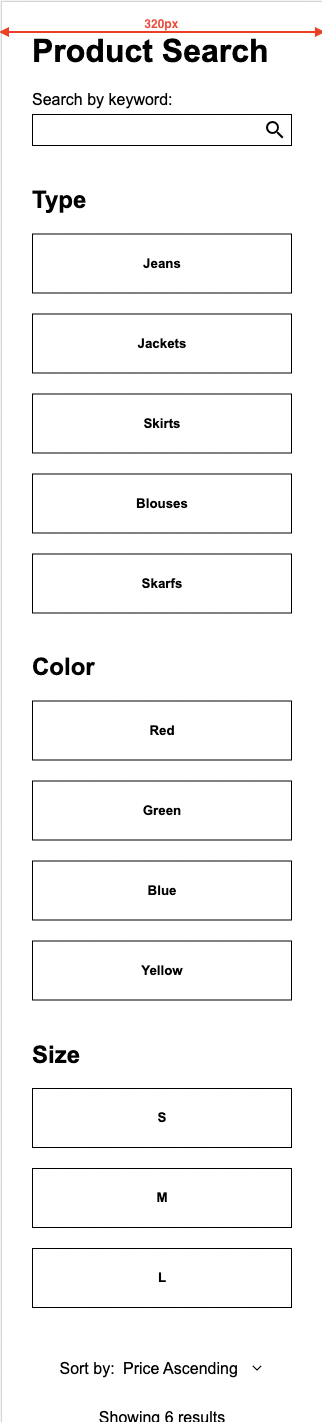 320px
Product Search
Search by keyword:
Type
Jeans
Jackets
Skirts
Blouses
Skarfs
Color
Red
Green
Blue
Yellow
Size
S
M
L
Sort by: Price Ascending
Showing 6 results